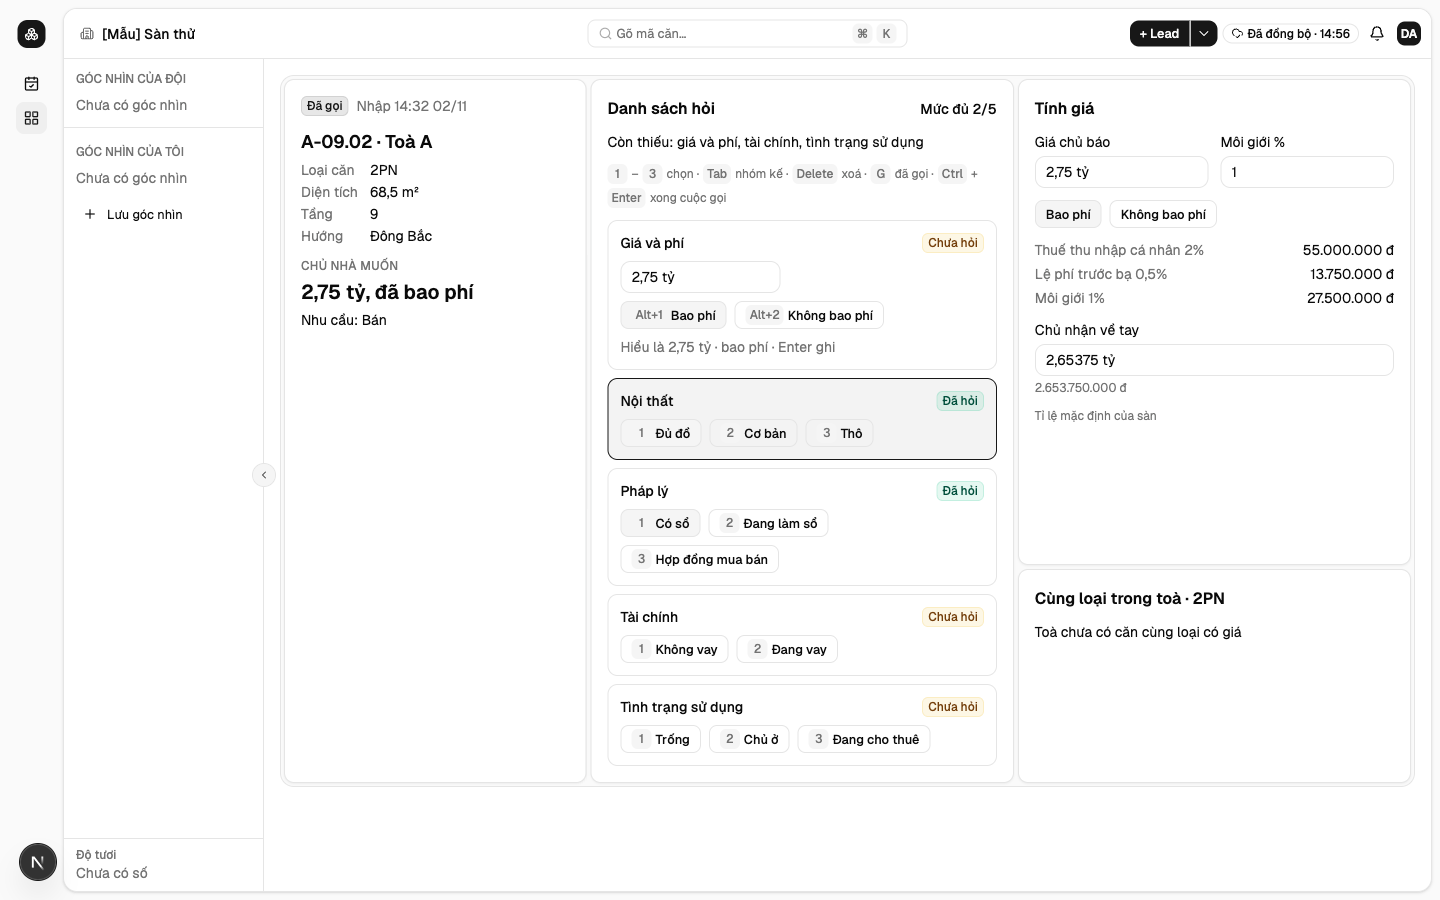 [Mẫu] Sàn thử
Gõ mã căn...
⌘ K
+ Lead
Đã đồng bộ · 14:56
DA
GÓC NHÌN CỦA ĐỘI
Chưa có góc nhìn
GÓC NHÌN CỦA TÔI
Chưa có góc nhìn
+ Lưu góc nhìn
Độ tươi
Chưa có số
N
Đã gọi Nhập 14:32 02/11
A-09.02 · Toà A
Loại căn 2PN
Diện tích 68,5 m²
Tầng 9
Hướng Đông Bắc
CHỦ NHÀ MUỐN
2,75 tỷ, đã bao phí
Nhu cầu: Bán
Danh sách hỏi Mức đủ 2/5
Còn thiếu: giá và phí, tài chính, tình trạng sử dụng
1 – 3 chọn · Tab nhóm kế · Delete xoá · G đã gọi · Ctrl +
Enter xong cuộc gọi
Giá và phí Chưa hỏi
2,75 tỷ
Alt+1 Bao phí Alt+2 Không bao phí
Hiểu là 2,75 tỷ · bao phí · Enter ghi
Nội thất Đã hỏi
1 Đủ đồ 2 Cơ bản 3 Thô
Pháp lý Đã hỏi
1 Có sổ 2 Đang làm sổ
3 Hợp đồng mua bán
Tài chính Chưa hỏi
1 Không vay 2 Đang vay
Tình trạng sử dụng Chưa hỏi
1 Trống 2 Chủ ở 3 Đang cho thuê
Tính giá
Giá chủ báo Môi giới %
2,75 tỷ 1
Bao phí Không bao phí
Thuế thu nhập cá nhân 2% 55.000.000 đ
Lệ phí trước bạ 0,5% 13.750.000 đ
Môi giới 1% 27.500.000 đ
Chủ nhận về tay
2,65375 tỷ
2.653.750.000 đ
Tỉ lệ mặc định của sàn
Cùng loại trong toà · 2PN
Toà chưa có căn cùng loại có giá